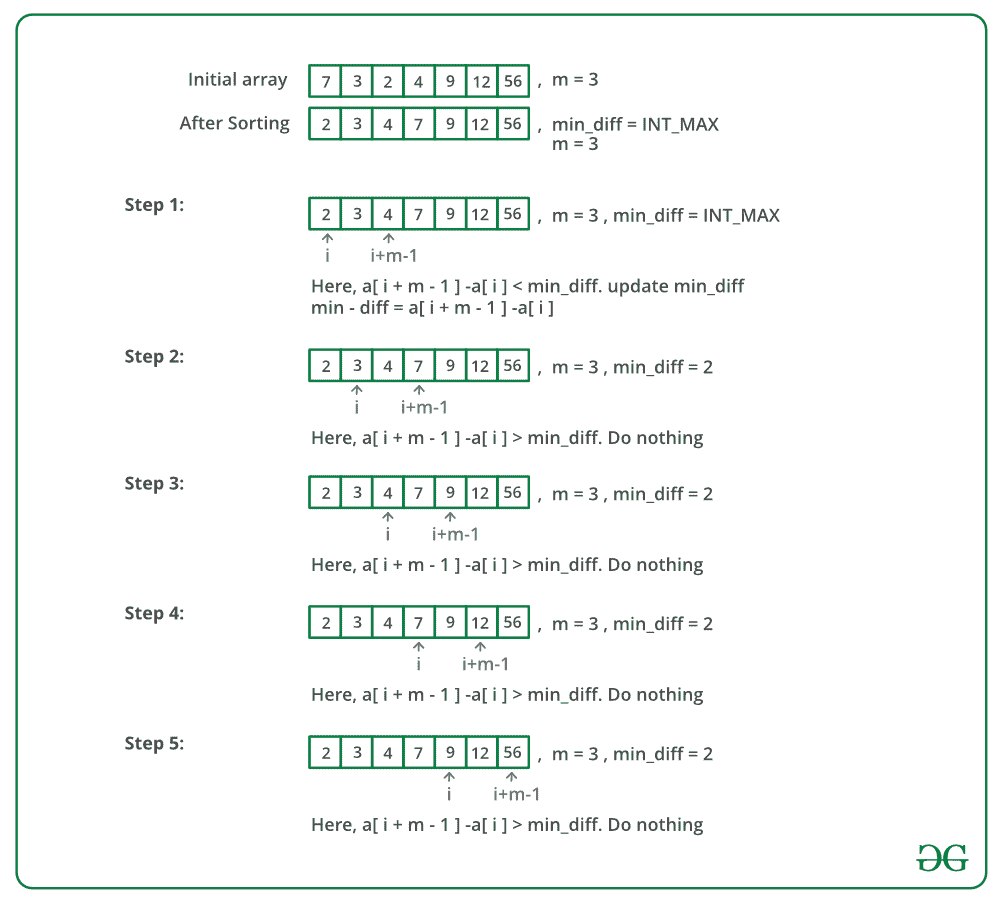 Initial array 7 3 2 4 9 12 56 , m = 3
After Sorting 2 3 4 7 9 12 56 , min_diff = INT_MAX
m = 3
Step 1: 2 3 4 7 9 12 56 , m = 3 , min_diff = INT_MAX
i i+m-1
Here, a[ i + m - 1 ] -a[ i ] < min_diff. update min_diff
min - diff = a[ i + m - 1 ] -a[ i ]
Step 2: 2 3 4 7 9 12 56 , m = 3 , min_diff = 2
i i+m-1
Here, a[ i + m - 1 ] -a[ i ] > min_diff. Do nothing
Step 3: 2 3 4 7 9 12 56 , m = 3 , min_diff = 2
i i+m-1
Here, a[ i + m - 1 ] -a[ i ] > min_diff. Do nothing
Step 4: 2 3 4 7 9 12 56 , m = 3 , min_diff = 2
i i+m-1
Here, a[ i + m - 1 ] -a[ i ] > min_diff. Do nothing
Step 5: 2 3 4 7 9 12 56 , m = 3 , min_diff = 2
i i+m-1
Here, a[ i + m - 1 ] -a[ i ] > min_diff. Do nothing